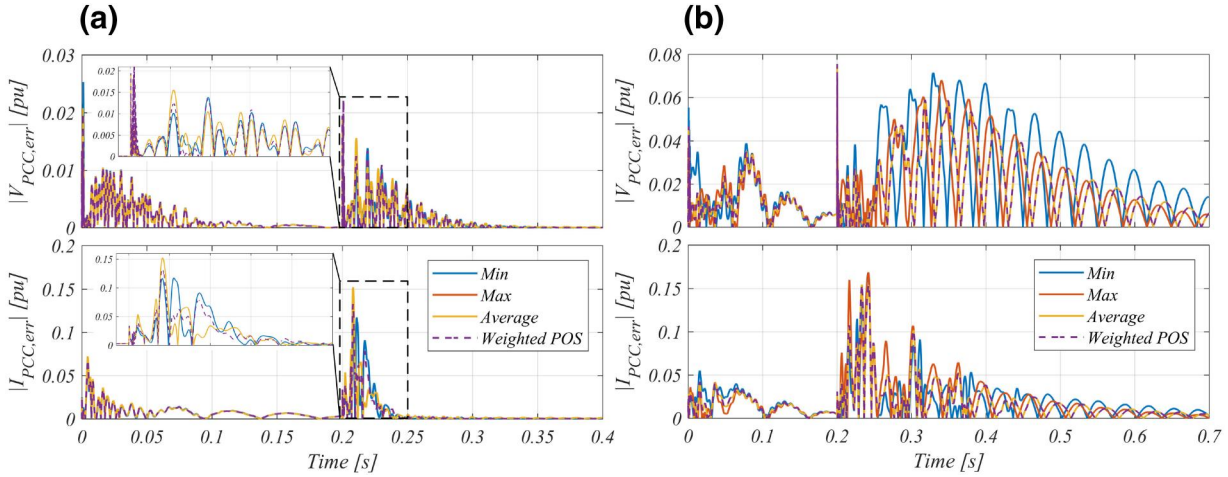 (a)
(b)
|V_PCC,err| [pu]
0.03
0.02
0.01
0
0.02
0.015
0.01
0.005
0
|V_PCC,err| [pu]
0.08
0.06
0.04
0.02
0
|I_PCC,err| [pu]
0.2
0.15
0.1
0.05
0
0.15
0.1
0.05
0
Min
Max
Average
Weighted POS
0 0.05 0.1 0.15 0.2 0.25 0.3 0.35 0.4
Time [s]
|I_PCC,err| [pu]
0.2
0.15
0.1
0.05
0
Min
Max
Average
Weighted POS
0 0.1 0.2 0.3 0.4 0.5 0.6 0.7
Time [s]